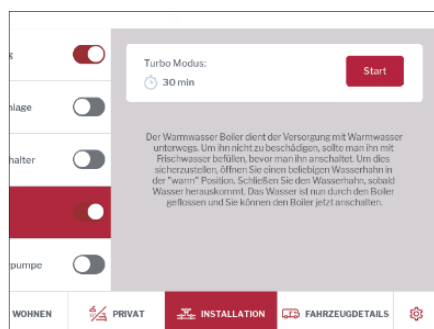 Turbo Modus:
30 min
Start
Der Warmwasser Boiler dient der Versorgung mit Warmwasser
unterwegs. Um ihn nicht zu beschädigen, sollte man ihn mit
Frischwasser befüllen, bevor man ihn anschaltet. Um dies
sicherzustellen, öffnen Sie einen beliebigen Wasserhahn in
der "warm" Position. Schließen Sie den Wasserhahn, sobald
Wasser herauskommt. Das Wasser ist nun durch den Boiler
geflossen und Sie können den Boiler jetzt anschalten.
nlage
halter
pumpe
WOHNEN PRIVAT INSTALLATION FAHRZEUGDETAILS